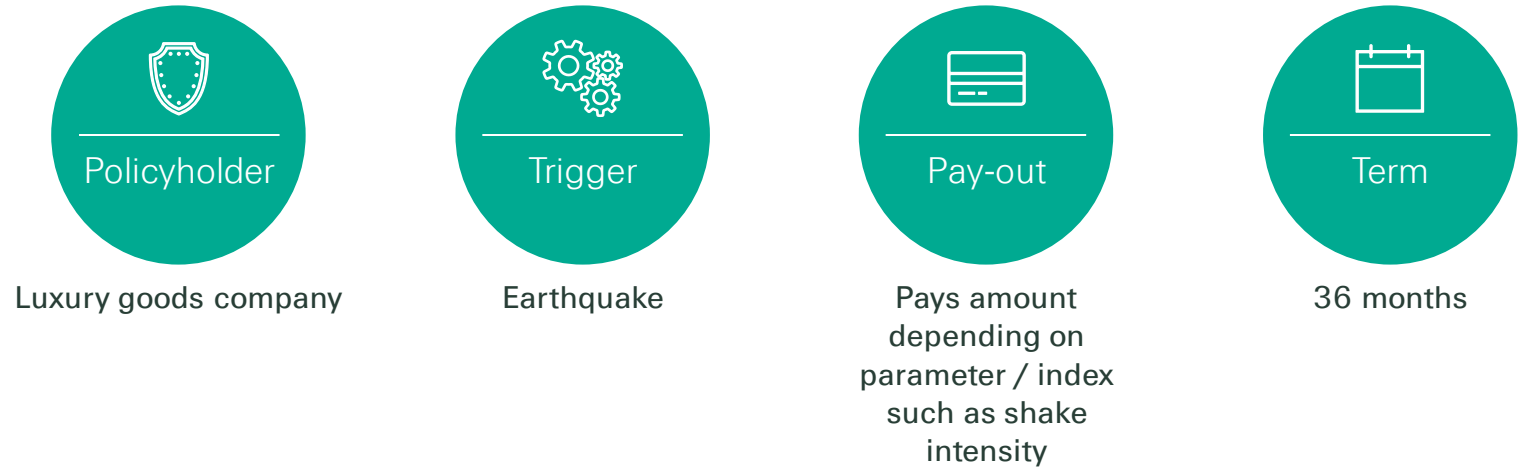 Policyholder
Luxury goods company
Trigger
Earthquake
Pay-out
Pays amount
depending on
parameter / index
such as shake
intensity
Term
36 months